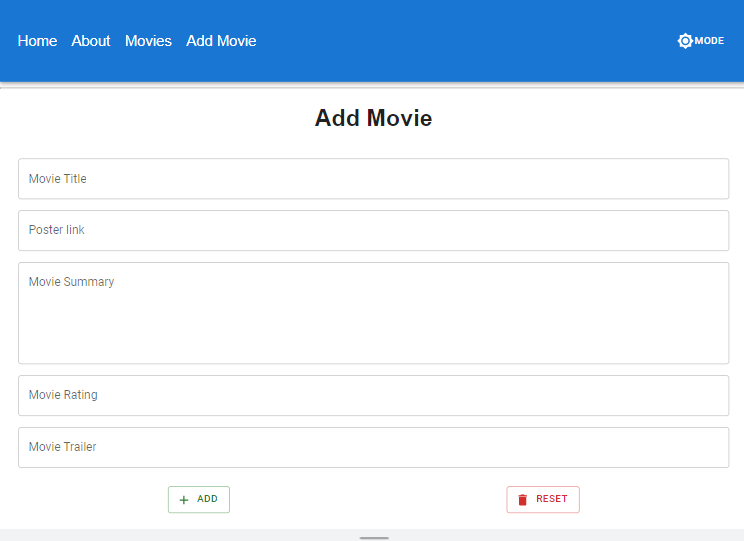 Home About Movies Add Movie MODE
Add Movie
Movie Title
Poster link
Movie Summary
Movie Rating
Movie Trailer
ADD RESET